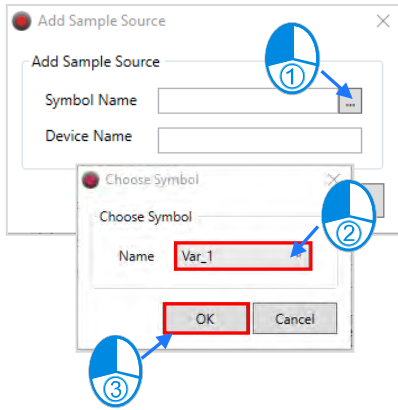 Add Sample Source
Add Sample Source
Symbol Name
...
①
Device Name
Choose Symbol
Choose Symbol
Name Var_1
②
OK Cancel
③